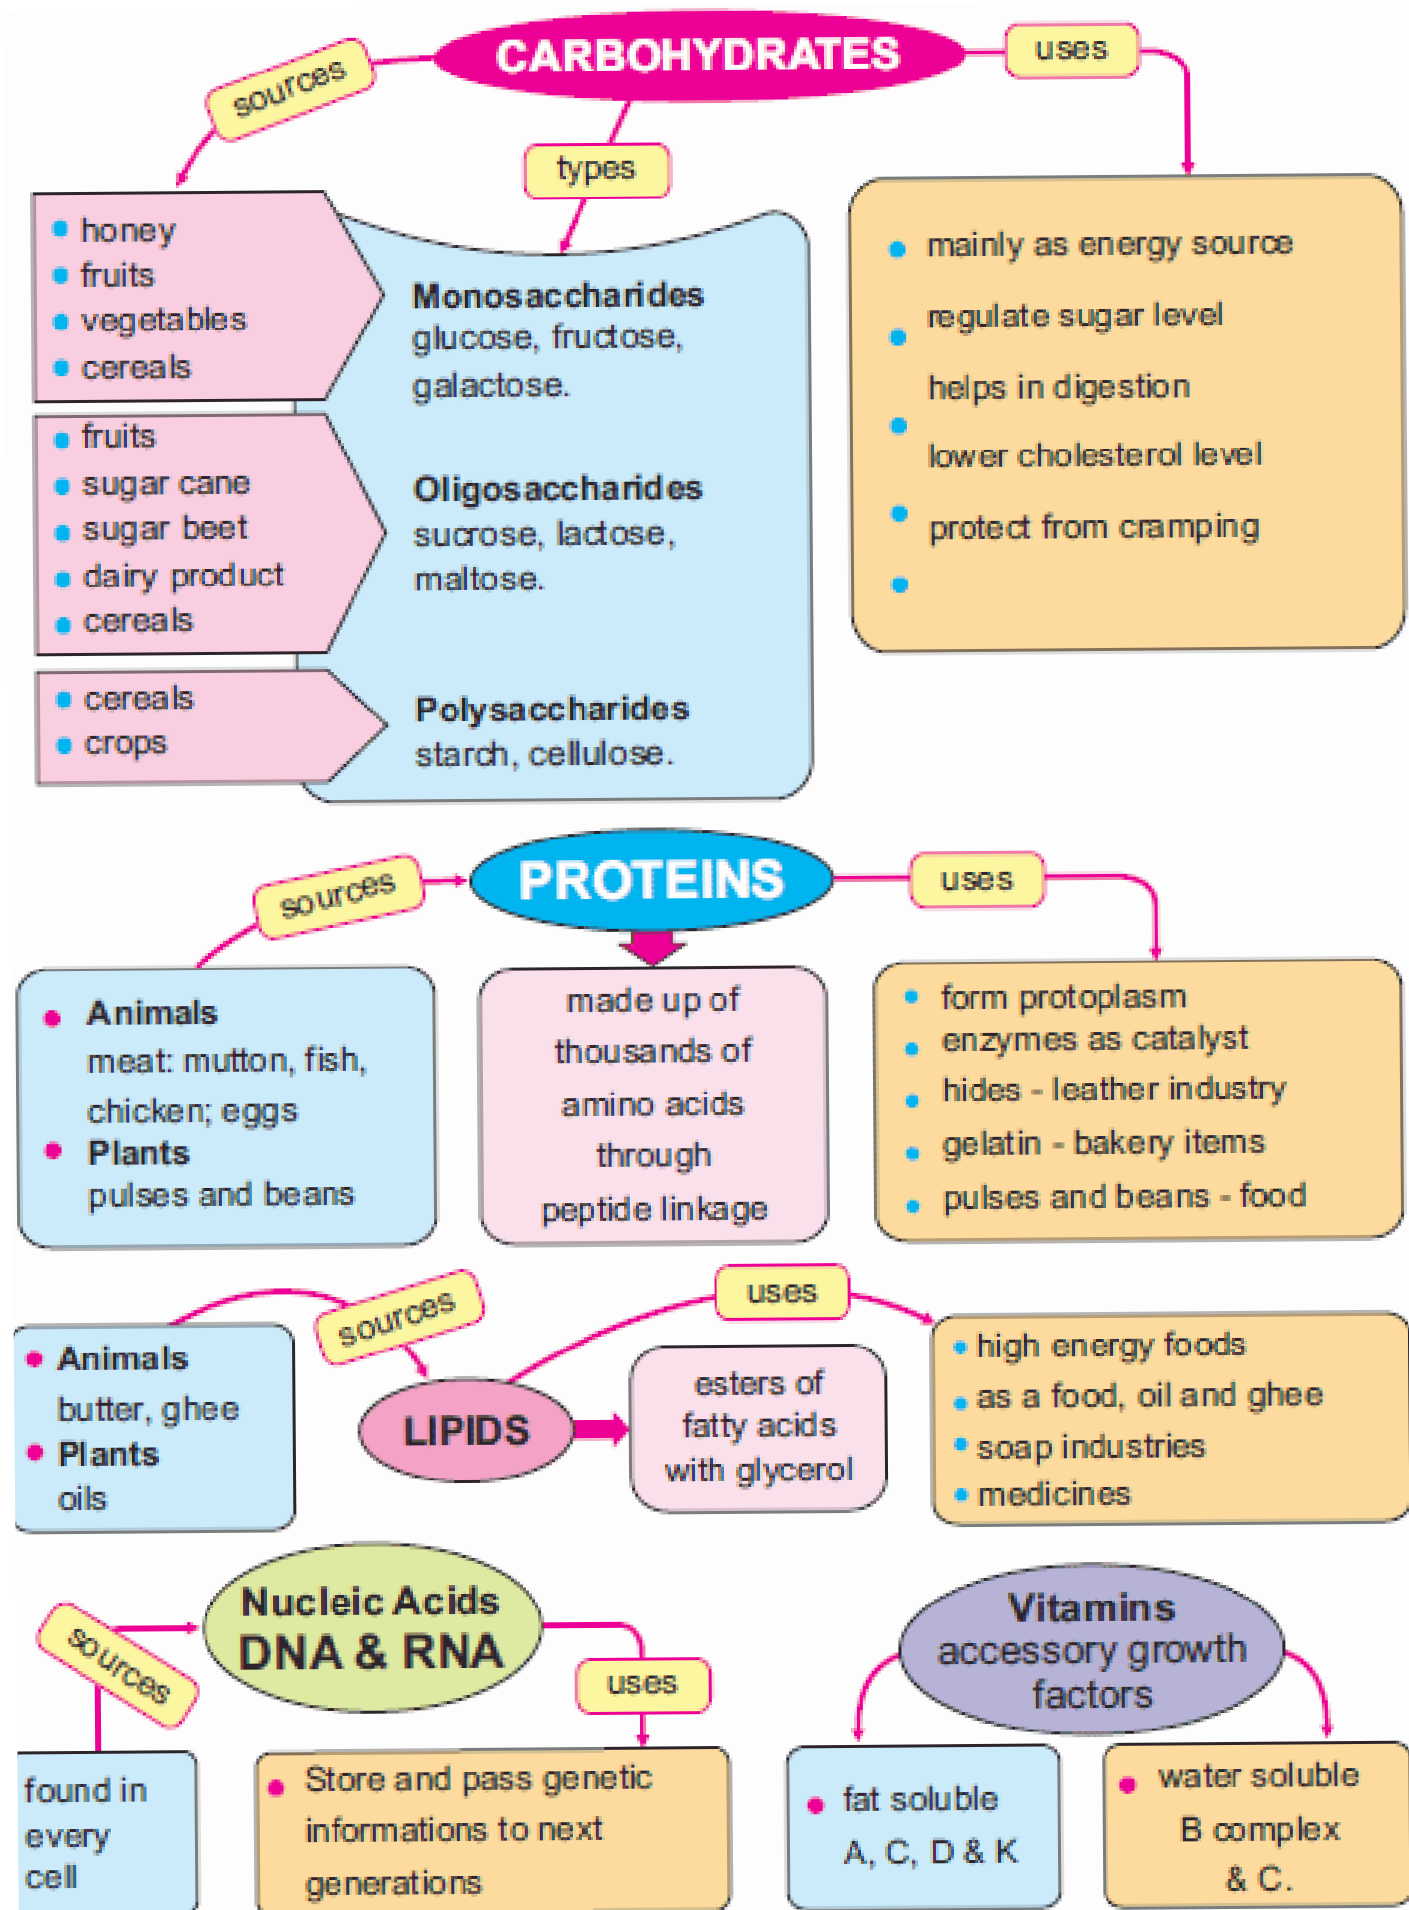 CARBOHYDRATES
sources
uses
types
honey
fruits
vegetables
cereals
fruits
sugar cane
sugar beet
dairy product
cereals
cereals
crops
Monosaccharides
glucose, fructose,
galactose.
Oligosaccharides
sucrose, lactose,
maltose.
Polysaccharides
starch, cellulose.
mainly as energy source
regulate sugar level
helps in digestion
lower cholesterol level
protect from cramping
PROTEINS
sources
uses
Animals
meat: mutton, fish,
chicken; eggs
Plants
pulses and beans
made up of
thousands of
amino acids
through
peptide linkage
form protoplasm
enzymes as catalyst
hides - leather industry
gelatin - bakery items
pulses and beans - food
sources
uses
Animals
butter, ghee
Plants
oils
LIPIDS
esters of
fatty acids
with glycerol
high energy foods
as a food, oil and ghee
soap industries
medicines
Nucleic Acids
DNA & RNA
sources
uses
found in
every
cell
Store and pass genetic
informations to next
generations
Vitamins
accessory growth
factors
fat soluble
A, C, D & K
water soluble
B complex
& C.